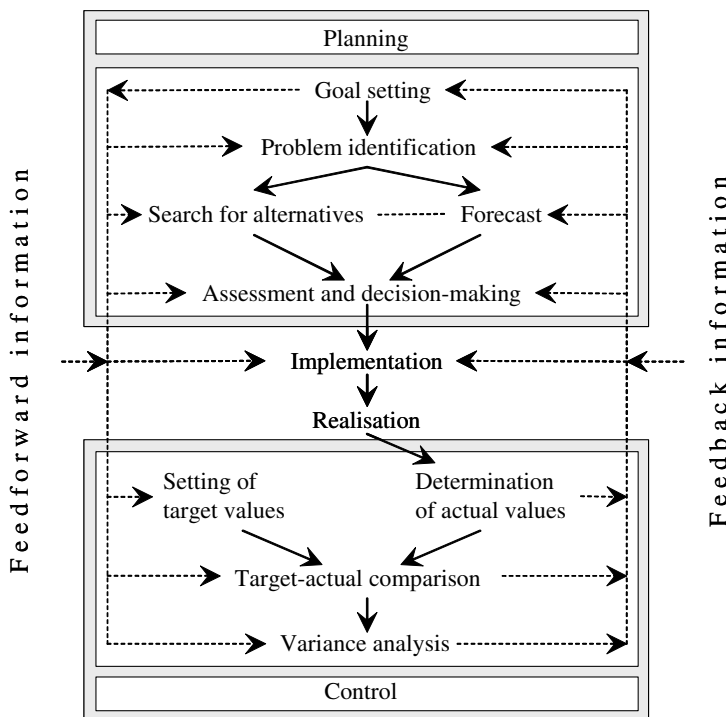 Planning
Goal setting
Problem identification
Search for alternatives
Forecast
Assessment and decision-making
Implementation
Realisation
Setting of
target values
Determination
of actual values
Target-actual comparison
Variance analysis
Control
Feedforward information
Feedback information